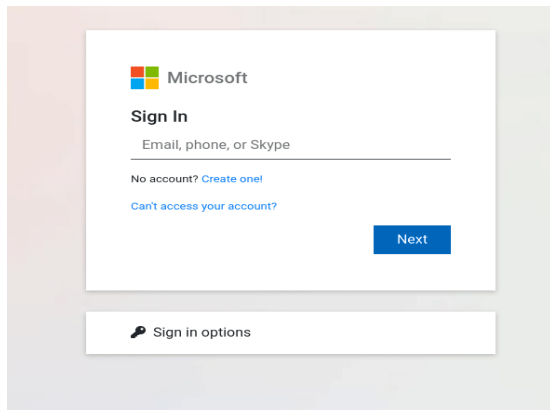 Microsoft
Sign In
Email, phone, or Skype
No account? Create one!
Can't access your account?
Next
Sign in options